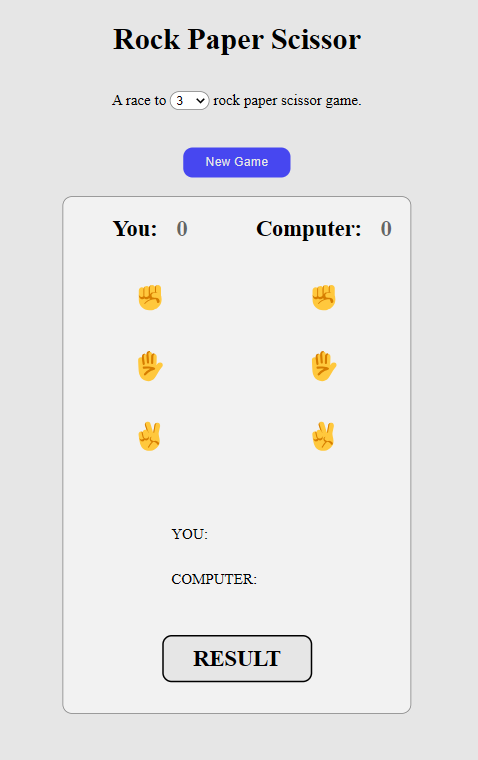 Rock Paper Scissor
A race to 3 rock paper scissor game.
New Game
You: 0 Computer: 0
YOU:
COMPUTER:
RESULT